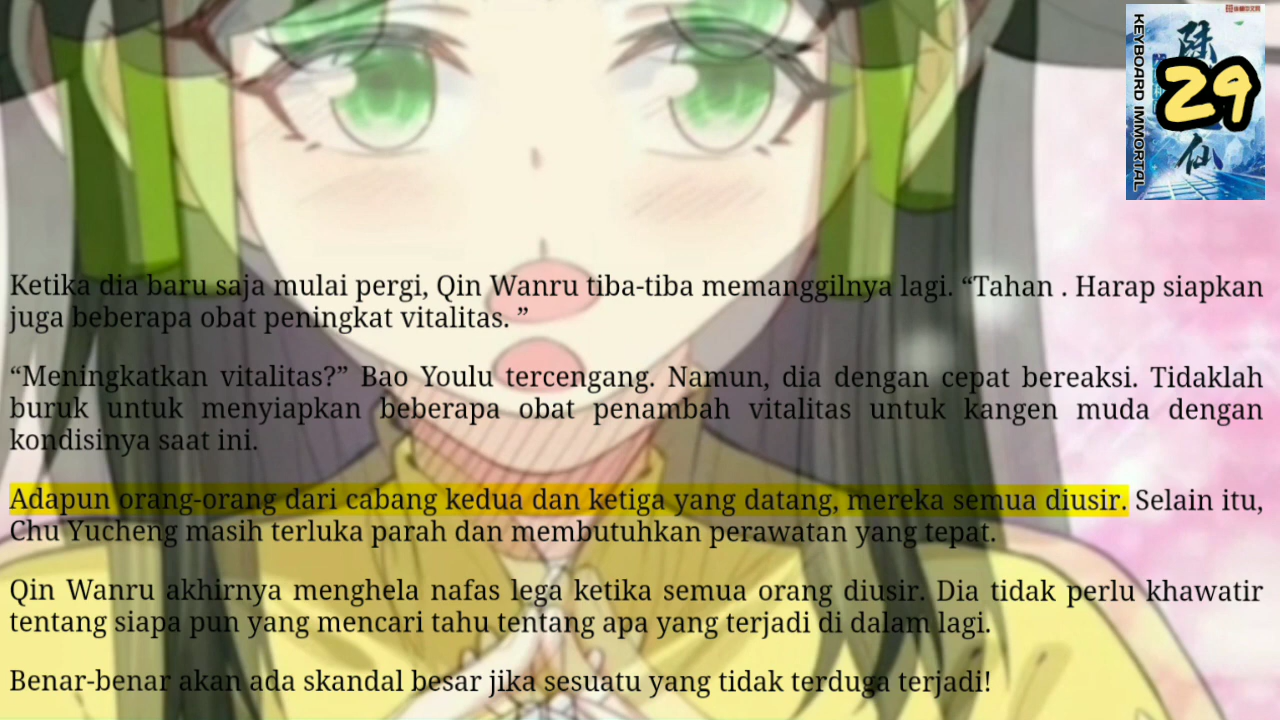 KEYBOARD IMMORTAL
陆
29
仙
Ketika dia baru saja mulai pergi, Qin Wanru tiba-tiba memanggilnya lagi. “Tahan . Harap siapkan
juga beberapa obat peningkat vitalitas. ”
“Meningkatkan vitalitas?” Bao Youlu tercengang. Namun, dia dengan cepat bereaksi. Tidaklah
buruk untuk menyiapkan beberapa obat penambah vitalitas untuk kangen muda dengan
kondisinya saat ini.
Adapun orang-orang dari cabang kedua dan ketiga yang datang, mereka semua diusir. Selain itu,
Chu Yucheng masih terluka parah dan membutuhkan perawatan yang tepat.
Qin Wanru akhirnya menghela nafas lega ketika semua orang diusir. Dia tidak perlu khawatir
tentang siapa pun yang mencari tahu tentang apa yang terjadi di dalam lagi.
Benar-benar akan ada skandal besar jika sesuatu yang tidak terduga terjadi!